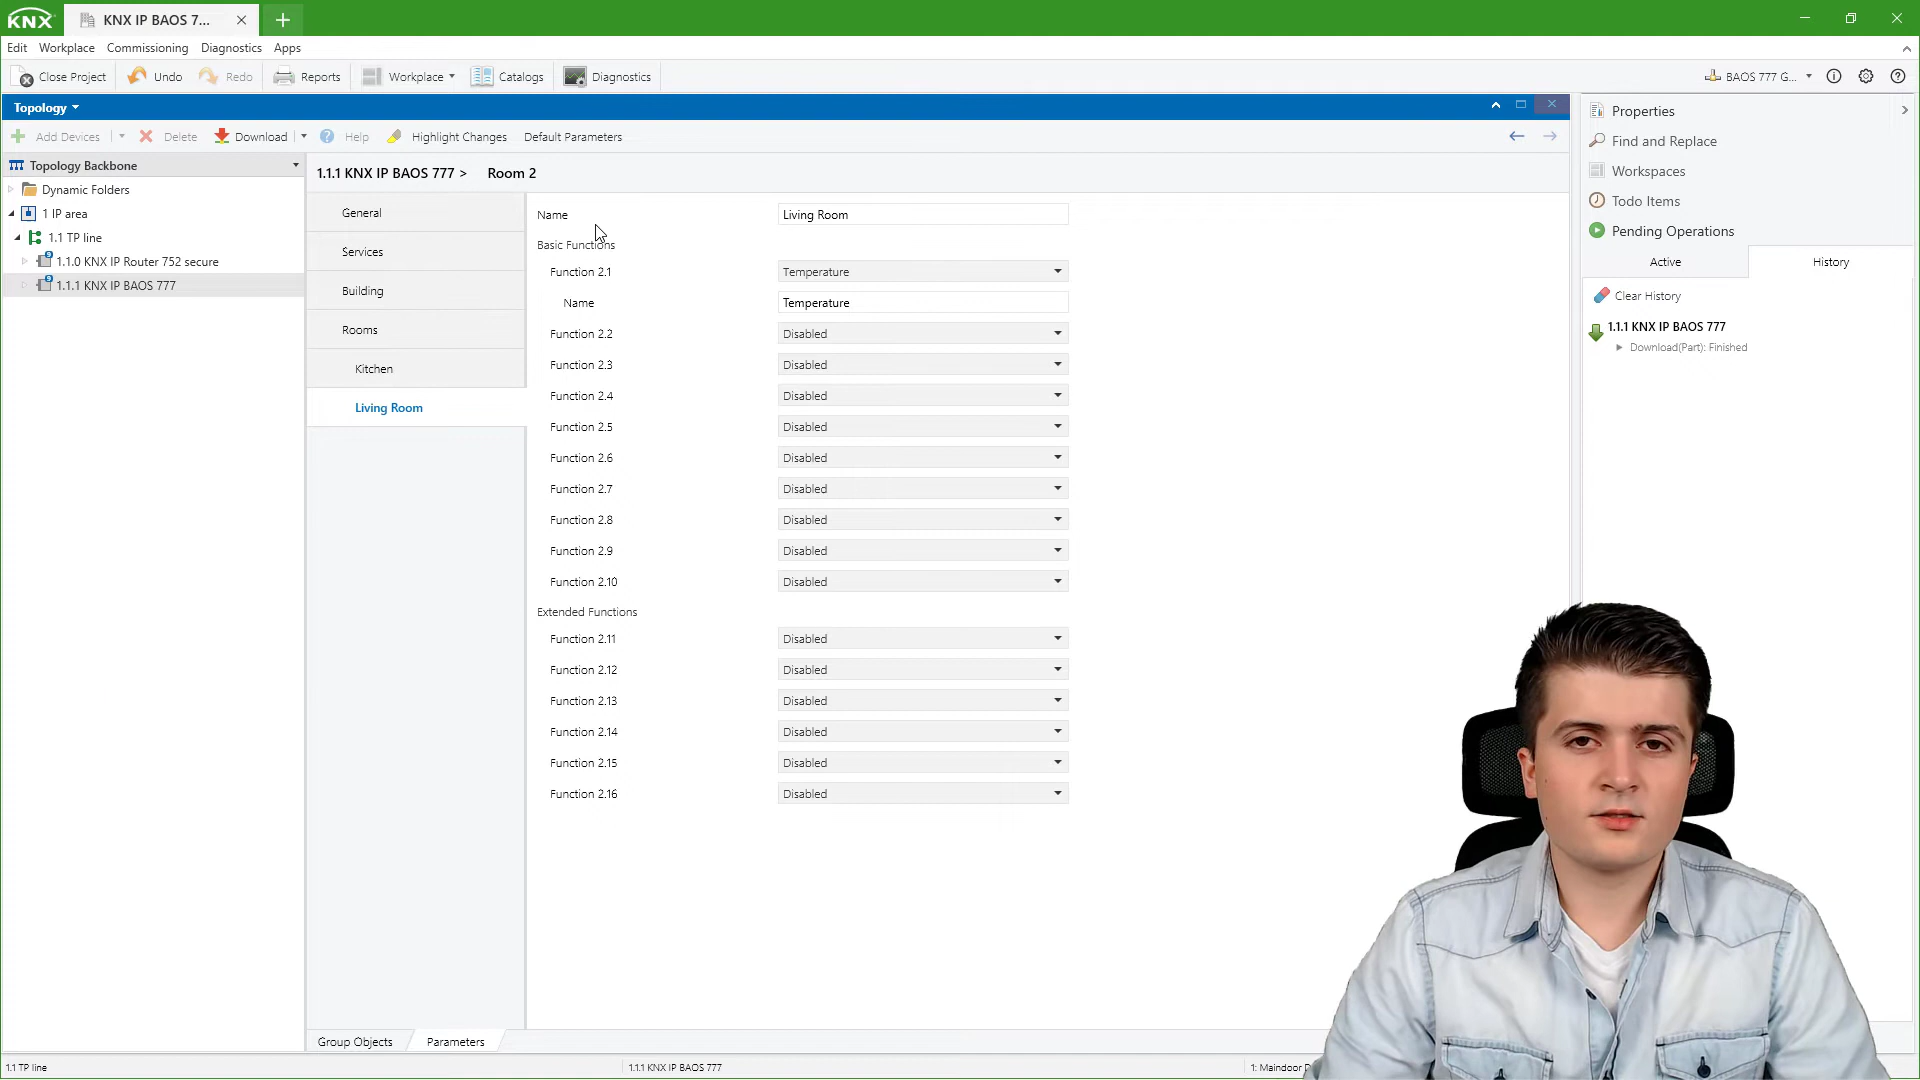 KNX
KNX IP BAOS 7...
Edit Workplace Commissioning Diagnostics Apps
Close Project Undo Redo Reports Workplace Catalogs Diagnostics BAOS 777 G...
Topology
Add Devices Delete Download Help Highlight Changes Default Parameters
Topology Backbone
Dynamic Folders
1 IP area
1.1 TP line
1.1.0 KNX IP Router 752 secure
1.1.1 KNX IP BAOS 777
1.1.1 KNX IP BAOS 777 > Room 2
General
Services
Building
Rooms
Kitchen
Living Room
Name Living Room
Basic Functions
Function 2.1 Temperature
Name Temperature
Function 2.2 Disabled
Function 2.3 Disabled
Function 2.4 Disabled
Function 2.5 Disabled
Function 2.6 Disabled
Function 2.7 Disabled
Function 2.8 Disabled
Function 2.9 Disabled
Function 2.10 Disabled
Extended Functions
Function 2.11 Disabled
Function 2.12 Disabled
Function 2.13 Disabled
Function 2.14 Disabled
Function 2.15 Disabled
Function 2.16 Disabled
Group Objects Parameters
Properties
Find and Replace
Workspaces
Todo Items
Pending Operations
Active History
Clear History
1.1.1 KNX IP BAOS 777
Download(Part): Finished
1.1 TP line 1.1.1 KNX IP BAOS 777 1: Maindoor